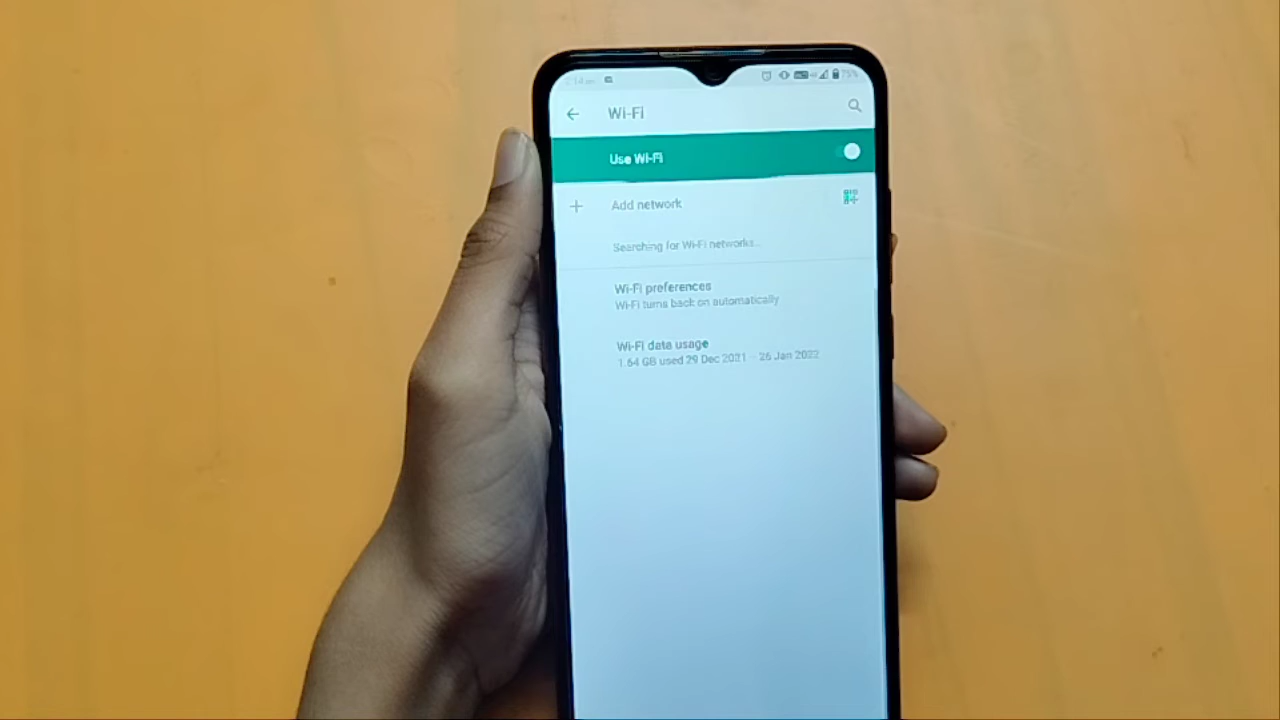 75%
Wi-Fi
Use Wi-Fi
Add network
Searching for Wi-Fi networks...
Wi-Fi preferences
Wi-Fi turns back on automatically
Wi-Fi data usage
1.64 GB used 29 Dec 2021 – 26 Jan 2022